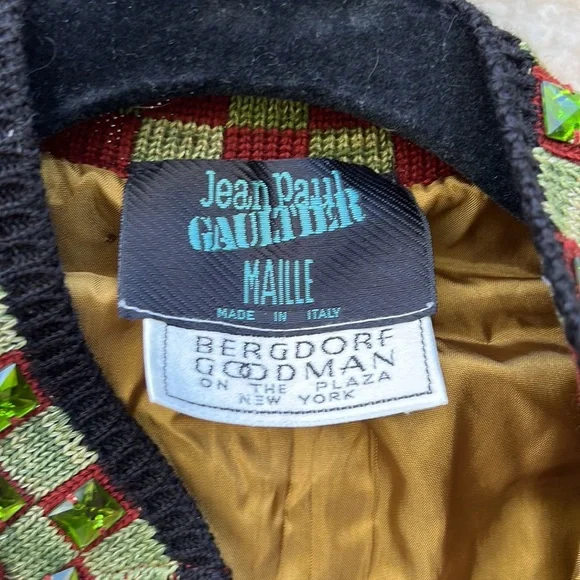 Jean Paul
GAULTIER
MAILLE
MADE IN ITALY
BERGDORF
GOODMAN
ON THE PLAZA
NEW YORK